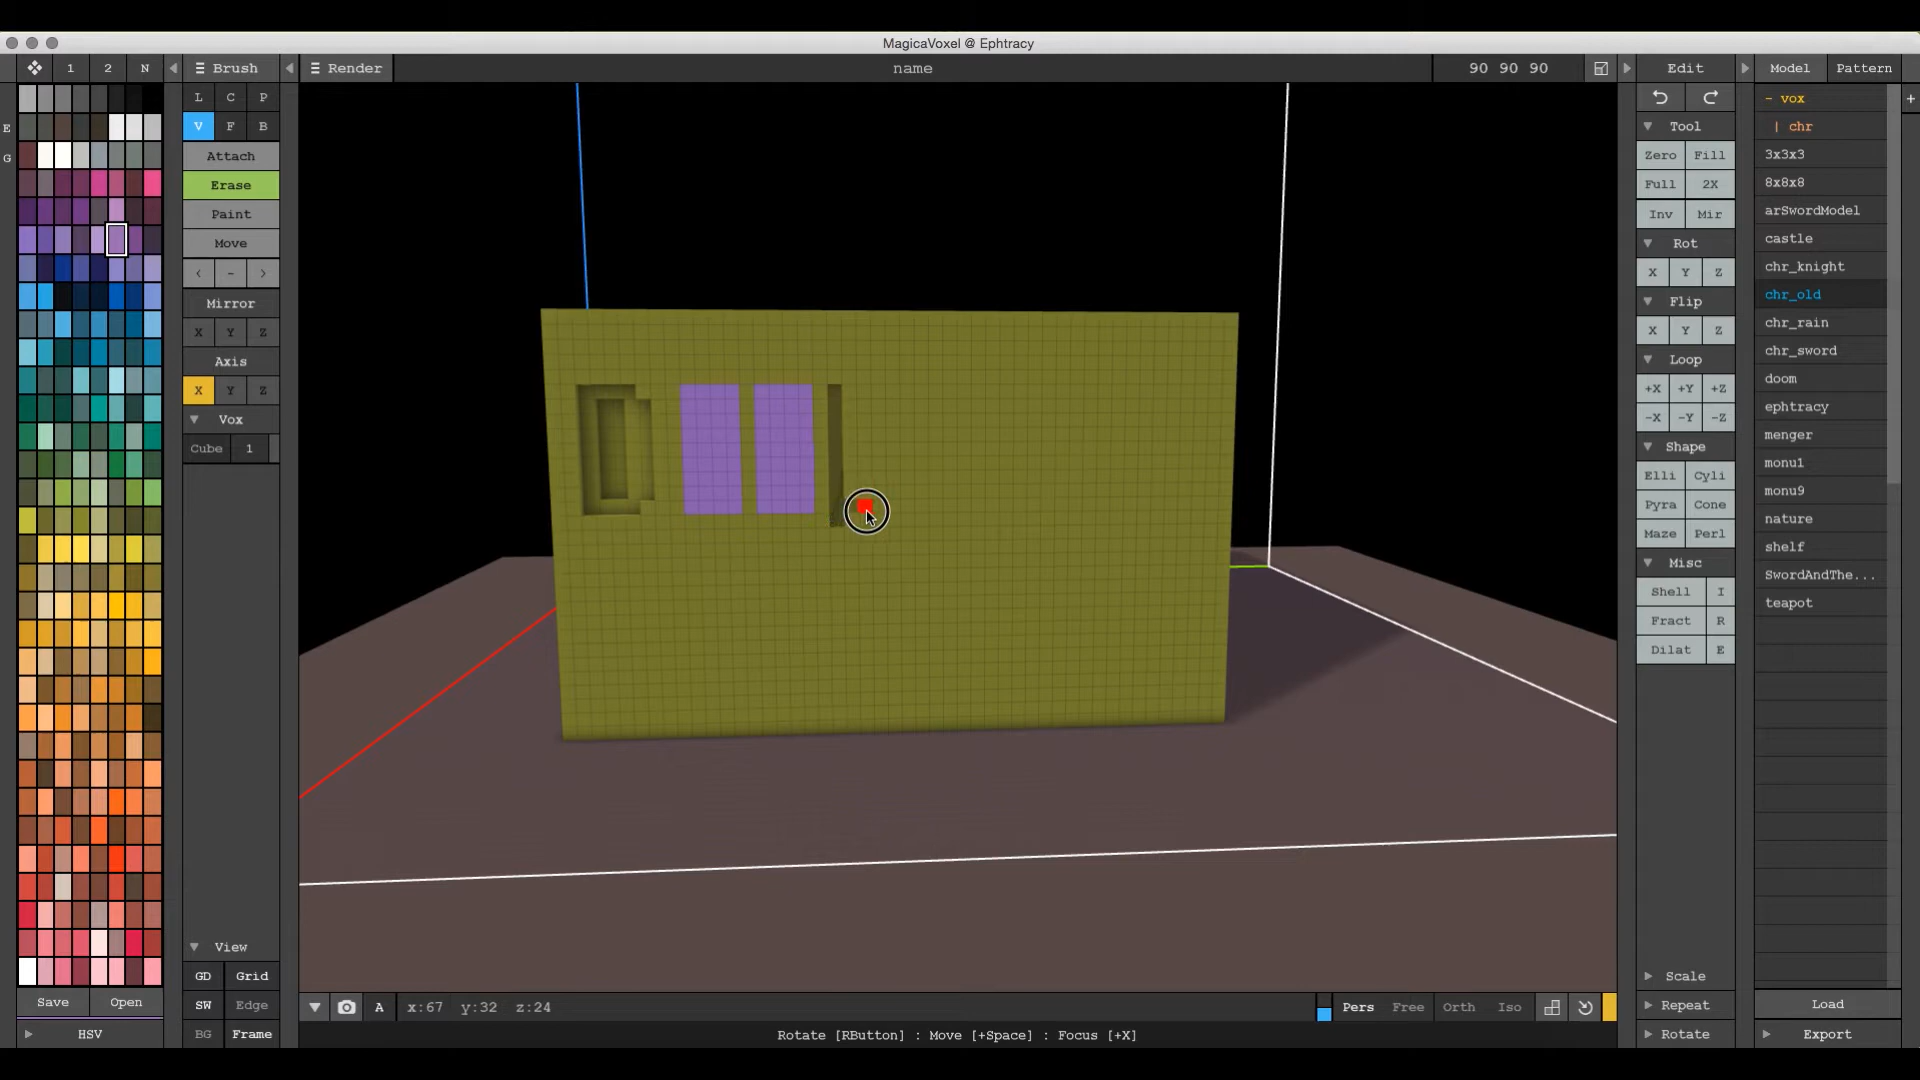 MagicaVoxel @ Ephtracy
1 2 N Brush Render name 90 90 90 Edit Model Pattern
L C P
- vox +
E V F B Tool | chr
G Attach Zero Fill 3x3x3
Erase Full 2X 8x8x8
Paint Inv Mir arSwordModel
Move Rot castle
< ~ > X Y Z chr_knight
Mirror Flip chr_old
X Y Z X Y Z chr_rain
Axis Loop chr_sword
X Y Z +X +Y +Z doom
Vox -X -Y -Z ephtracy
Cube 1 Shape menger
Elli Cyli monu1
Pyra Cone monu9
Maze Perl nature
Misc shelf
Shell I SwordAndThe...
Fract R teapot
Dilat E
View
GD Grid Scale
Save Open SW Edge A x:67 y:32 z:24 Pers Free Orth Iso Repeat Load
HSV BG Frame Rotate [RButton] : Move [+Space] : Focus [+X] Rotate Export